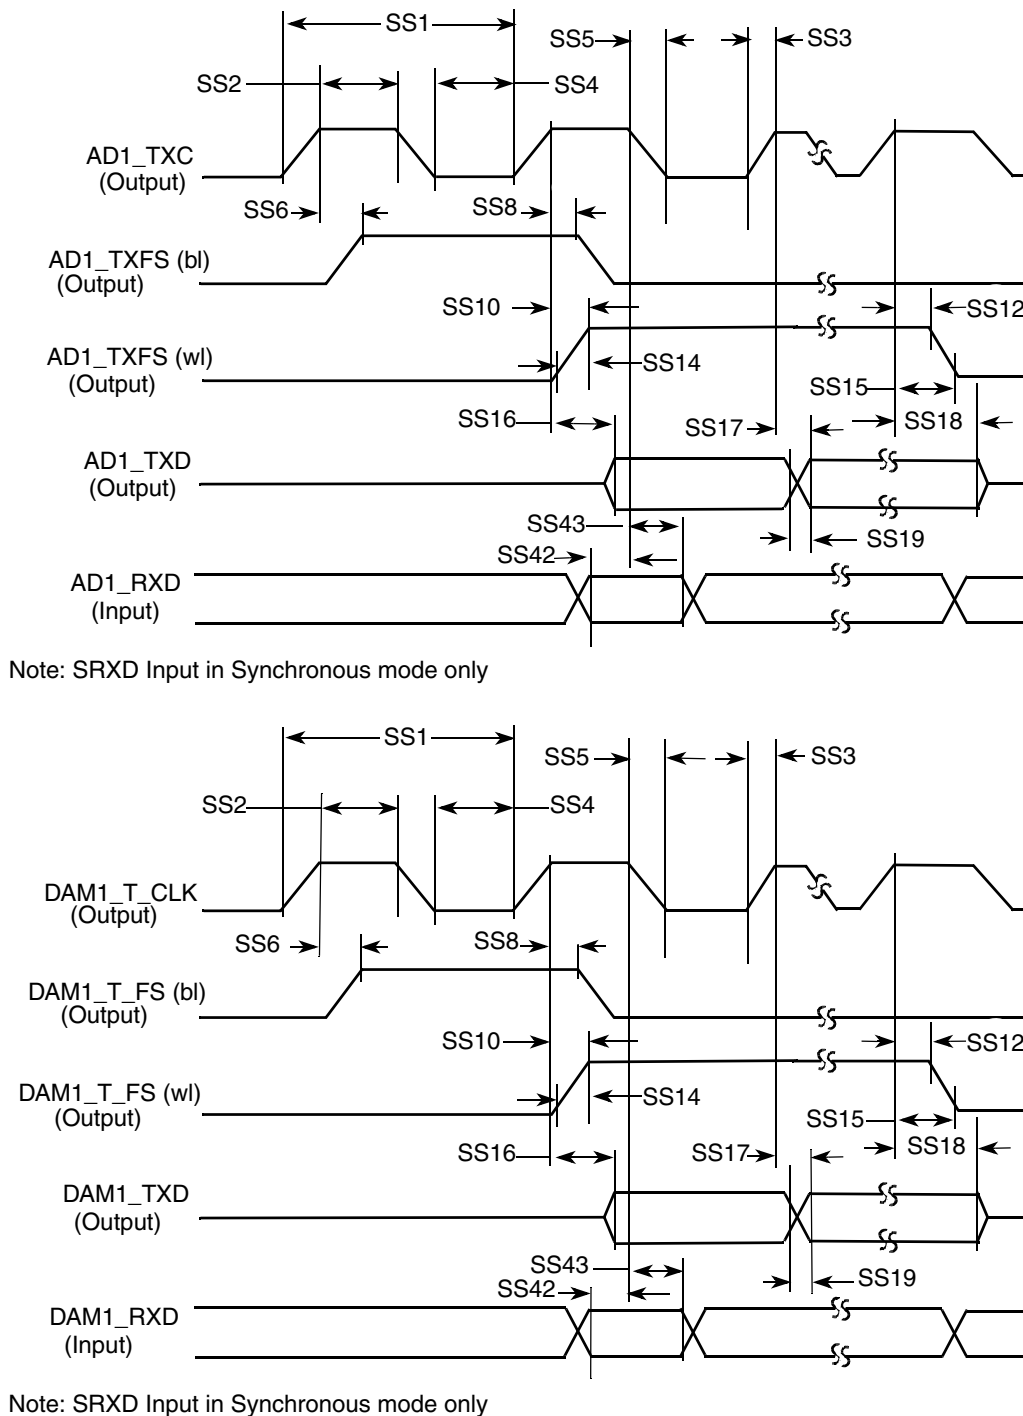 SS1
SS5
SS3
SS2
SS4
AD1_TXC
(Output)
SS6
SS8
AD1_TXFS (bl)
(Output)
SS10
SS12
AD1_TXFS (wl)
(Output)
SS14
SS15
SS16
SS17
SS18
AD1_TXD
(Output)
SS43
SS19
SS42
AD1_RXD
(Input)
Note: SRXD Input in Synchronous mode only
SS1
SS5
SS3
SS2
SS4
DAM1_T_CLK
(Output)
SS6
SS8
DAM1_T_FS (bl)
(Output)
SS10
SS12
DAM1_T_FS (wl)
(Output)
SS14
SS15
SS16
SS17
SS18
DAM1_TXD
(Output)
SS43
SS19
SS42
DAM1_RXD
(Input)
Note: SRXD Input in Synchronous mode only